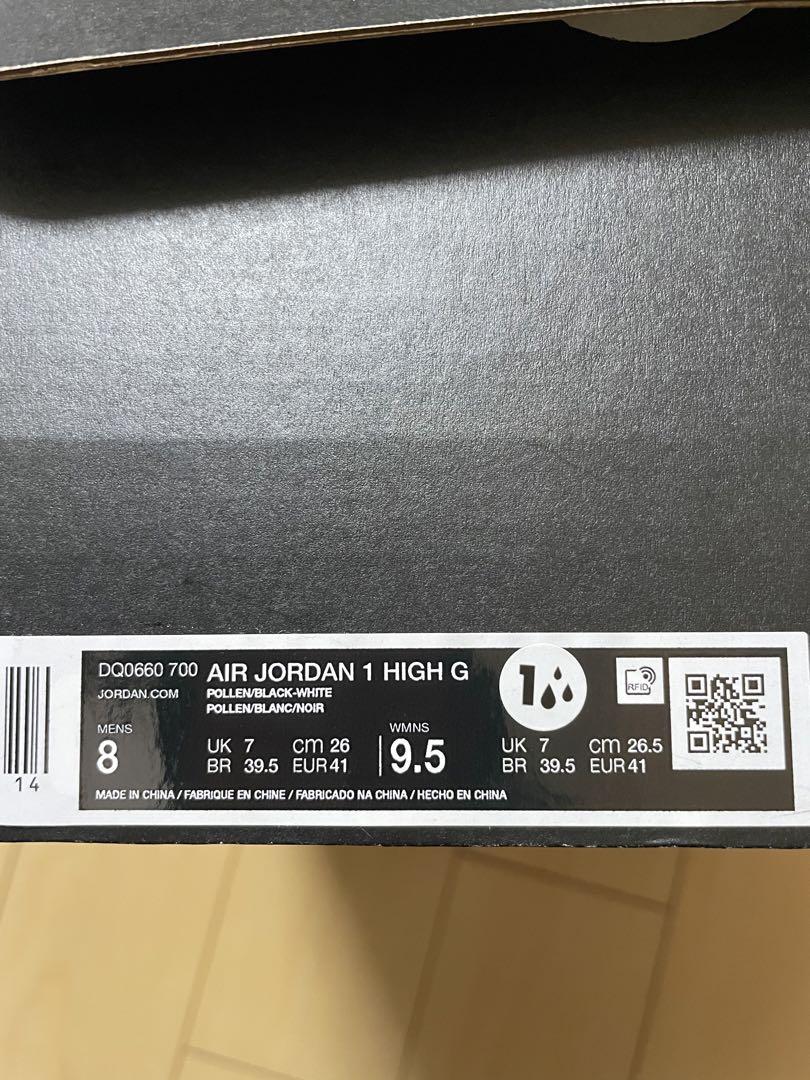 DQ0660 700 AIR JORDAN 1 HIGH G
JORDAN.COM
POLLEN/BLACK-WHITE
POLLEN/BLANC/NOIR
1
RFID
MENS
8
UK 7 cm 26
BR 39.5 EUR 41
WMNS
9.5
UK 7 cm 26.5
BR 39.5 EUR 41
MADE IN CHINA / FABRIQUE EN CHINE / FABRICADO NA CHINA / HECHO EN CHINA
14